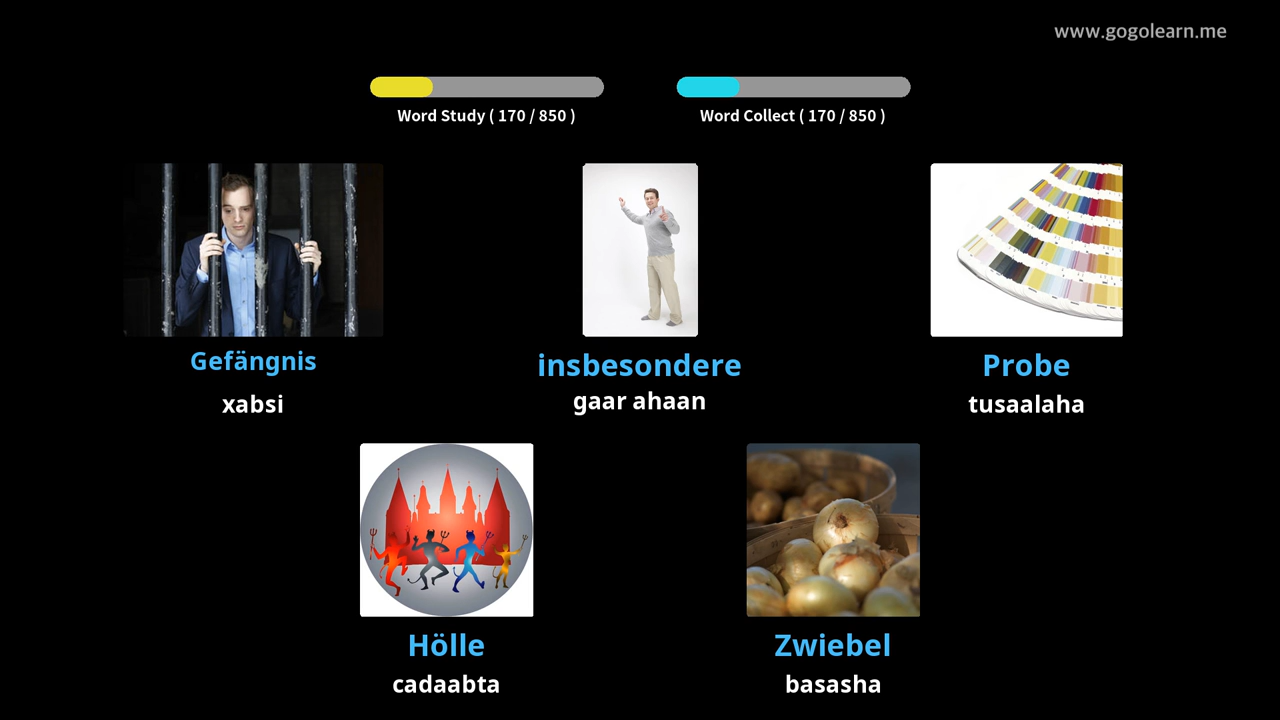 www.gogolearn.me
Word Study ( 170 / 850 )
Word Collect ( 170 / 850 )
Gefängnis
xabsi
insbesondere
gaar ahaan
Probe
tusaalaha
Hölle
cadaabta
Zwiebel
basasha